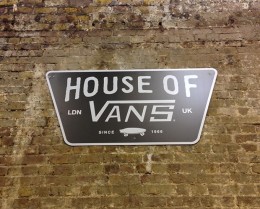 HOUSE OF
LDN VANS UK
SINCE 1966